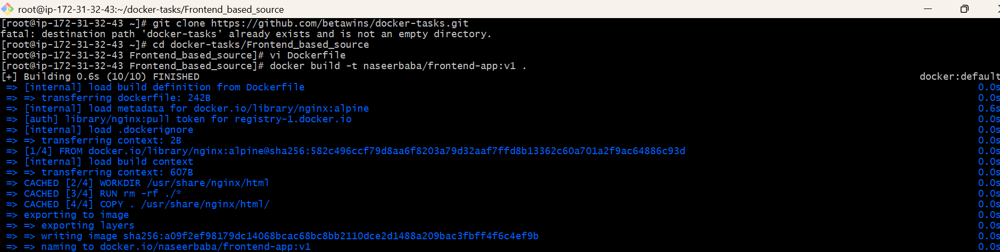 root@ip-172-31-32-43:~/docker-tasks/Frontend_based_source
[root@ip-172-31-32-43 ~]# git clone https://github.com/betawins/docker-tasks.git
fatal: destination path 'docker-tasks' already exists and is not an empty directory.
[root@ip-172-31-32-43 ~]# cd docker-tasks/Frontend_based_source
[root@ip-172-31-32-43 Frontend_based_source]# vi Dockerfile
[root@ip-172-31-32-43 Frontend_based_source]# docker build -t naseerbaba/frontend-app:v1 .
[+] Building 0.6s (10/10) FINISHED docker:default
=> [internal] load build definition from Dockerfile 0.0s
=> => transferring dockerfile: 242B 0.0s
=> [internal] load metadata for docker.io/library/nginx:alpine 0.6s
=> [auth] library/nginx:pull token for registry-1.docker.io 0.0s
=> [internal] load .dockerignore 0.0s
=> => transferring context: 2B 0.0s
=> [1/4] FROM docker.io/library/nginx:alpine@sha256:582c496ccf79d8aa6f8203a79d32aaf7ffd8b13362c60a701a2f9ac64886c93d 0.0s
=> [internal] load build context 0.0s
=> => transferring context: 607B 0.0s
=> CACHED [2/4] WORKDIR /usr/share/nginx/html 0.0s
=> CACHED [3/4] RUN rm -rf ./* 0.0s
=> CACHED [4/4] COPY . /usr/share/nginx/html/ 0.0s
=> exporting to image 0.0s
=> => exporting layers 0.0s
=> => writing image sha256:a09f2ef98179dc14068bcac68bc8bb2110dce2d1488a209bac3fbff4f6c4ef9b 0.0s
=> => naming to docker.io/naseerbaba/frontend-app:v1 0.0s